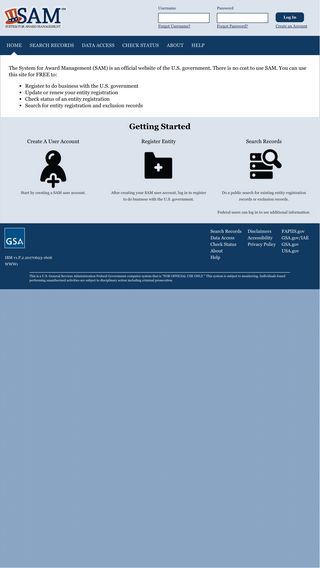 SAM™
SYSTEM FOR AWARD MANAGEMENT
Username
Password
Log In
Forgot Username?
Forgot Password?
Create an Account
HOME
SEARCH RECORDS
DATA ACCESS
CHECK STATUS
ABOUT
HELP
The System for Award Management (SAM) is an official website of the U.S. government. There is no cost to use SAM. You can
use this site for FREE to:
• Register to do business with the U.S. government
• Update or renew your entity registration
• Check status of an entity registration
• Search for entity registration and exclusion records
Getting Started
Create A User Account
Start by creating a SAM user account.
Register Entity
After creating your SAM user account, log in to register
to do business with the U.S. government.
Search Records
Do a public search for existing entity registration
records or exclusion records.
Federal users can log in to see additional information.
GSA
IBM v1.P.2.20170623-1606
WWW1
Search Records
Data Access
Check Status
About
Help
Disclaimers
Accessibility
Privacy Policy
FAPIIS.gov
GSA.gov/IAE
GSA.gov
USA.gov
This is a U.S. General Services Administration Federal Government computer system that is "FOR OFFICIAL USE ONLY." This system is subject to monitoring. Individuals found
performing unauthorized activities are subject to disciplinary action including criminal prosecution.